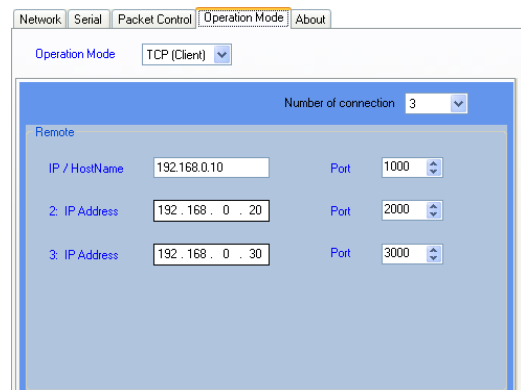 Network Serial Packet Control Operation Mode About
Operation Mode TCP (Client)
Number of connection 3
Remote
IP / HostName 192.168.0.10 Port 1000
2: IP Address 192 . 168 . 0 . 20 Port 2000
3: IP Address 192 . 168 . 0 . 30 Port 3000